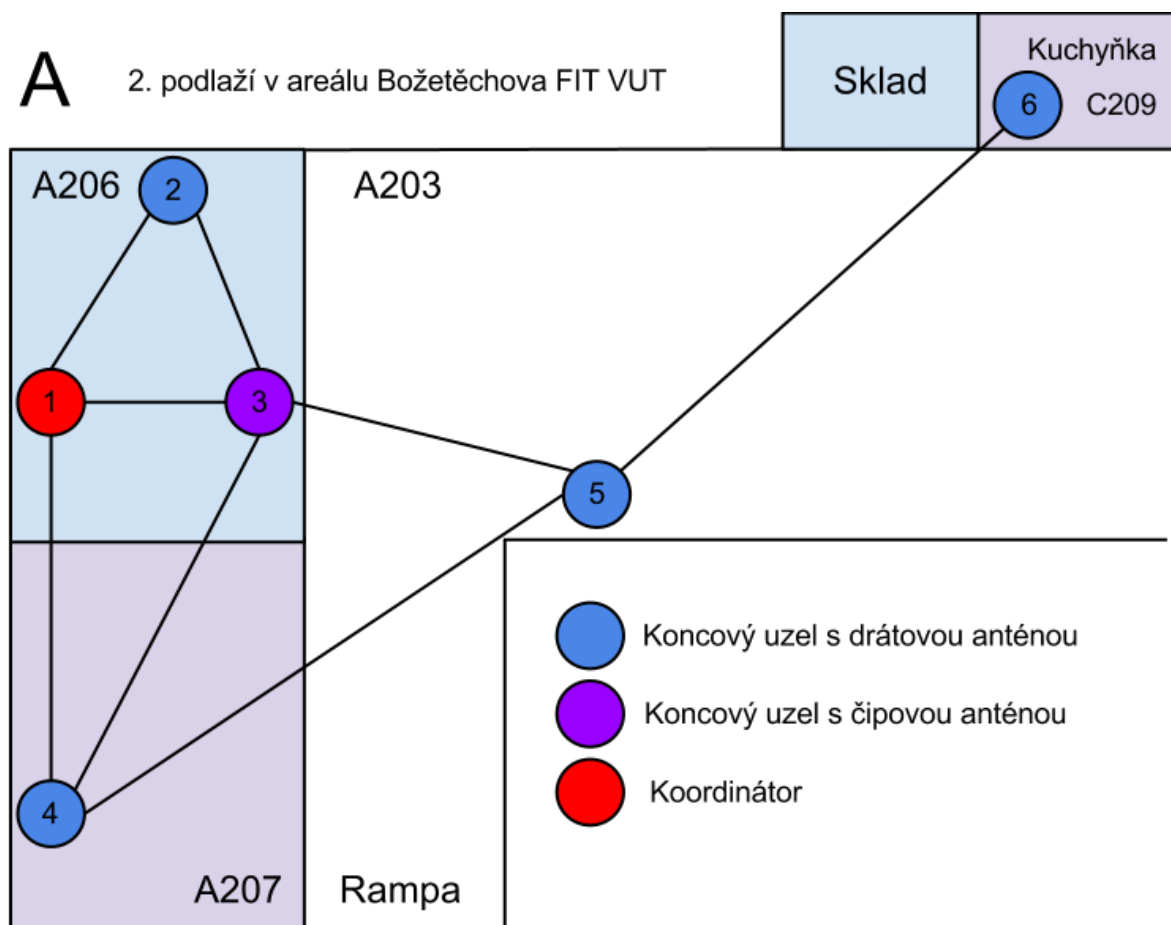 A
2. podlaží v areálu Božetěchova FIT VUT
Sklad
Kuchyňka
6
C209
A206
2
A203
1
3
5
Koncový uzel s drátovou anténou
Koncový uzel s čipovou anténou
Koordinátor
4
A207
Rampa